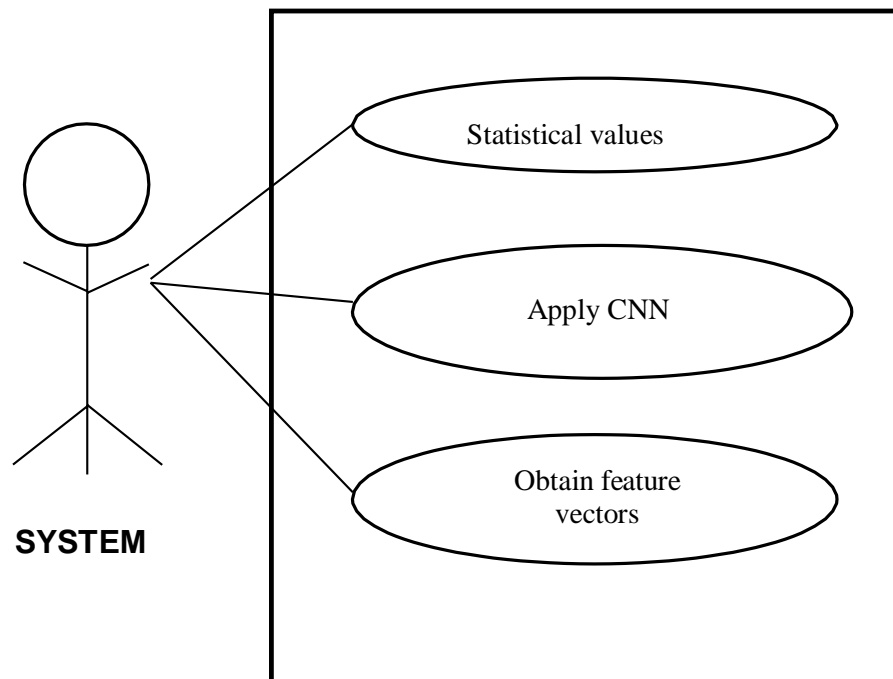 Statistical values
Apply CNN
Obtain feature
vectors
SYSTEM